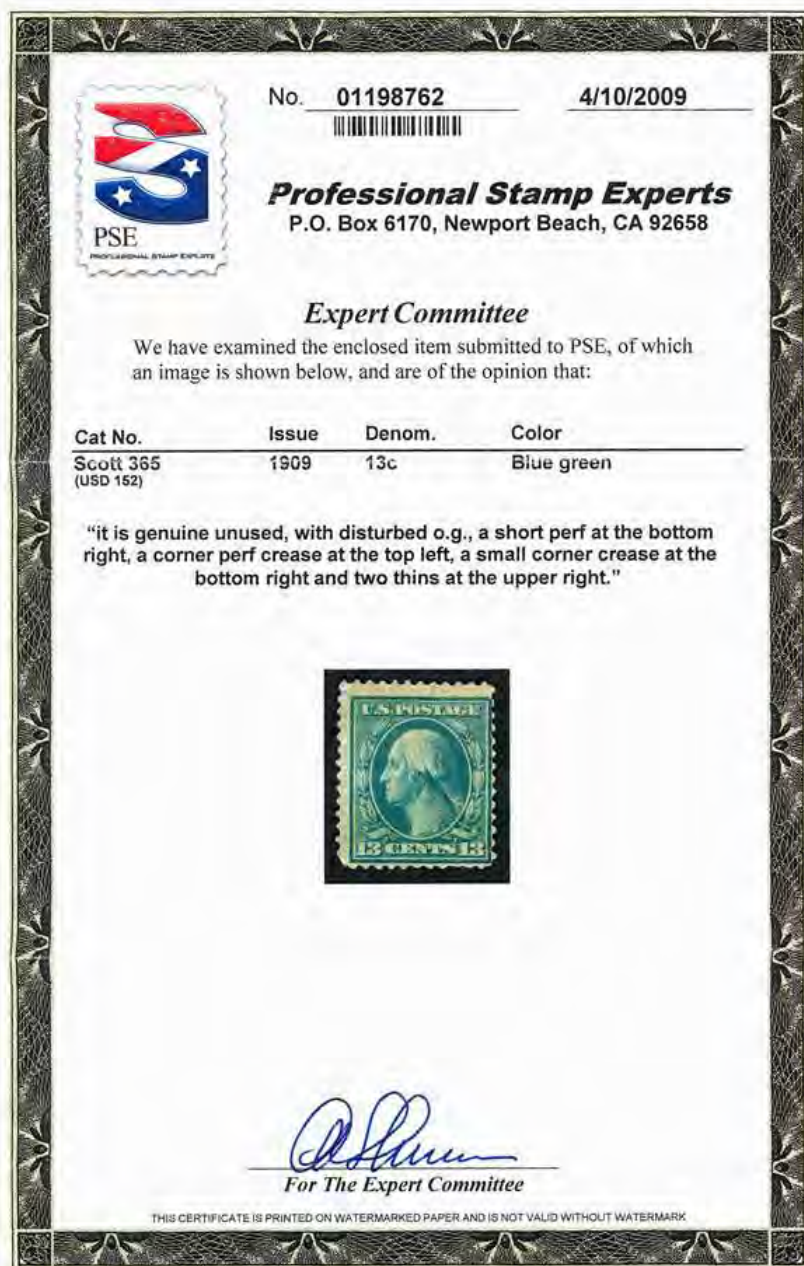 No. 01198762 4/10/2009
PSE
PROFESSIONAL STAMP EXPERTS
Professional Stamp Experts
P.O. Box 6170, Newport Beach, CA 92658
Expert Committee
We have examined the enclosed item submitted to PSE, of which
an image is shown below, and are of the opinion that:
Cat No. Issue Denom. Color
Scott 365 1909 13c Blue green
(USD 152)
“it is genuine unused, with disturbed o.g., a short perf at the bottom
right, a corner perf crease at the top left, a small corner crease at the
bottom right and two thins at the upper right.”
U.S. POSTAGE
13 CENTS 13
For The Expert Committee
THIS CERTIFICATE IS PRINTED ON WATERMARKED PAPER AND IS NOT VALID WITHOUT WATERMARK